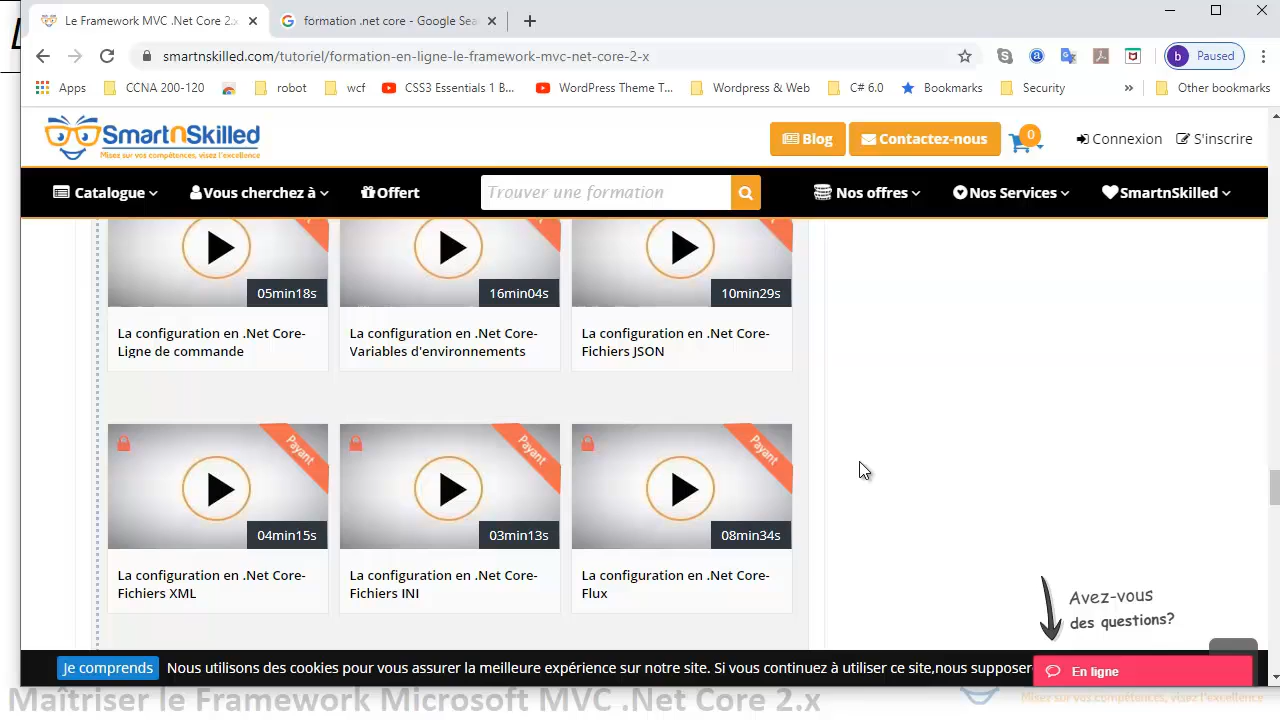 Le Framework MVC .Net Core 2.x
formation .net core - Google Sea
smartnskilled.com/tutoriel/formation-en-ligne-le-framework-mvc-net-core-2-x
b Paused
Apps CCNA 200-120 robot wcf CSS3 Essentials 1 B... WordPress Theme T... Wordpress & Web C# 6.0 Bookmarks Security » Other bookmarks
SmartnSkilled
Misez sur vos compétences, visez l'excellence
Blog Contactez-nous 0 Connexion S'inscrire
Catalogue Vous cherchez à Offert Trouver une formation Nos offres Nos Services SmartnSkilled
05min18s 16min04s 10min29s
La configuration en .Net Core-
Ligne de commande
La configuration en .Net Core-
Variables d'environnements
La configuration en .Net Core-
Fichiers JSON
Payant Payant Payant
04min15s 03min13s 08min34s
La configuration en .Net Core-
Fichiers XML
La configuration en .Net Core-
Fichiers INI
La configuration en .Net Core-
Flux
Avez-vous
des questions?
Je comprends Nous utilisons des cookies pour vous assurer la meilleure expérience sur notre site. Si vous continuez à utiliser ce site,nous supposer
En ligne
Maîtriser le Framework Microsoft MVC .Net Core 2.x
Misez sur vos compétences, visez l'excellence